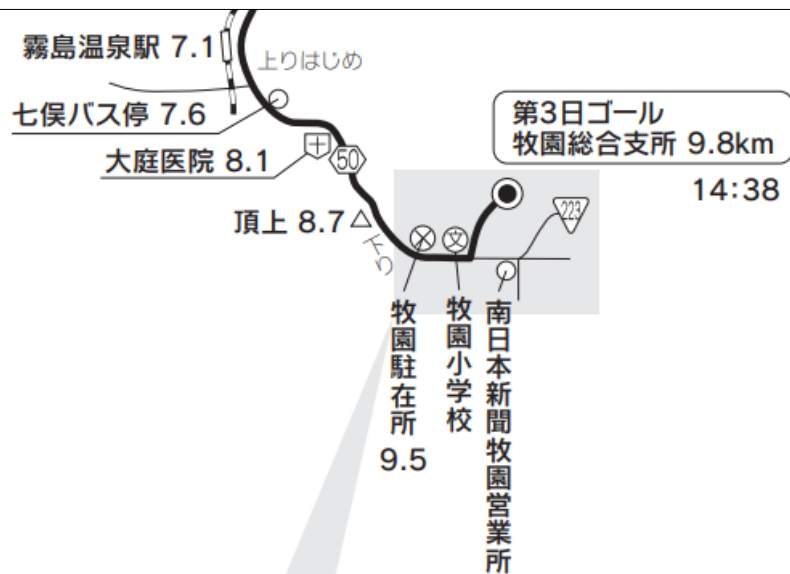 霧島温泉駅 7.1
上りはじめ
七俣バス停 7.6
第3日ゴール
牧園総合支所 9.8km
14:38
大庭医院 8.1
50
223
頂上 8.7
下り
文
牧園駐在所
9.5
牧園小学校
南日本新聞牧園営業所